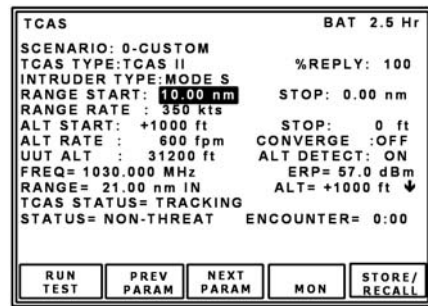 TCAS BAT 2.5 Hr
SCENARIO: 0-CUSTOM
TCAS TYPE:TCAS II %REPLY: 100
INTRUDER TYPE:MODE S
RANGE START: 10.00 nm STOP: 0.00 nm
RANGE RATE : 350 kts
ALT START: +1000 ft STOP: 0 ft
ALT RATE : 600 fpm CONVERGE :OFF
UUT ALT : 31200 ft ALT DETECT: ON
FREQ= 1030.000 MHz ERP= 57.0 dBm
RANGE= 21.00 nm IN ALT= +1000 ft ↓
TCAS STATUS= TRACKING
STATUS= NON-THREAT ENCOUNTER= 0:00
RUN TEST PREV PARAM NEXT PARAM MON STORE/ RECALL